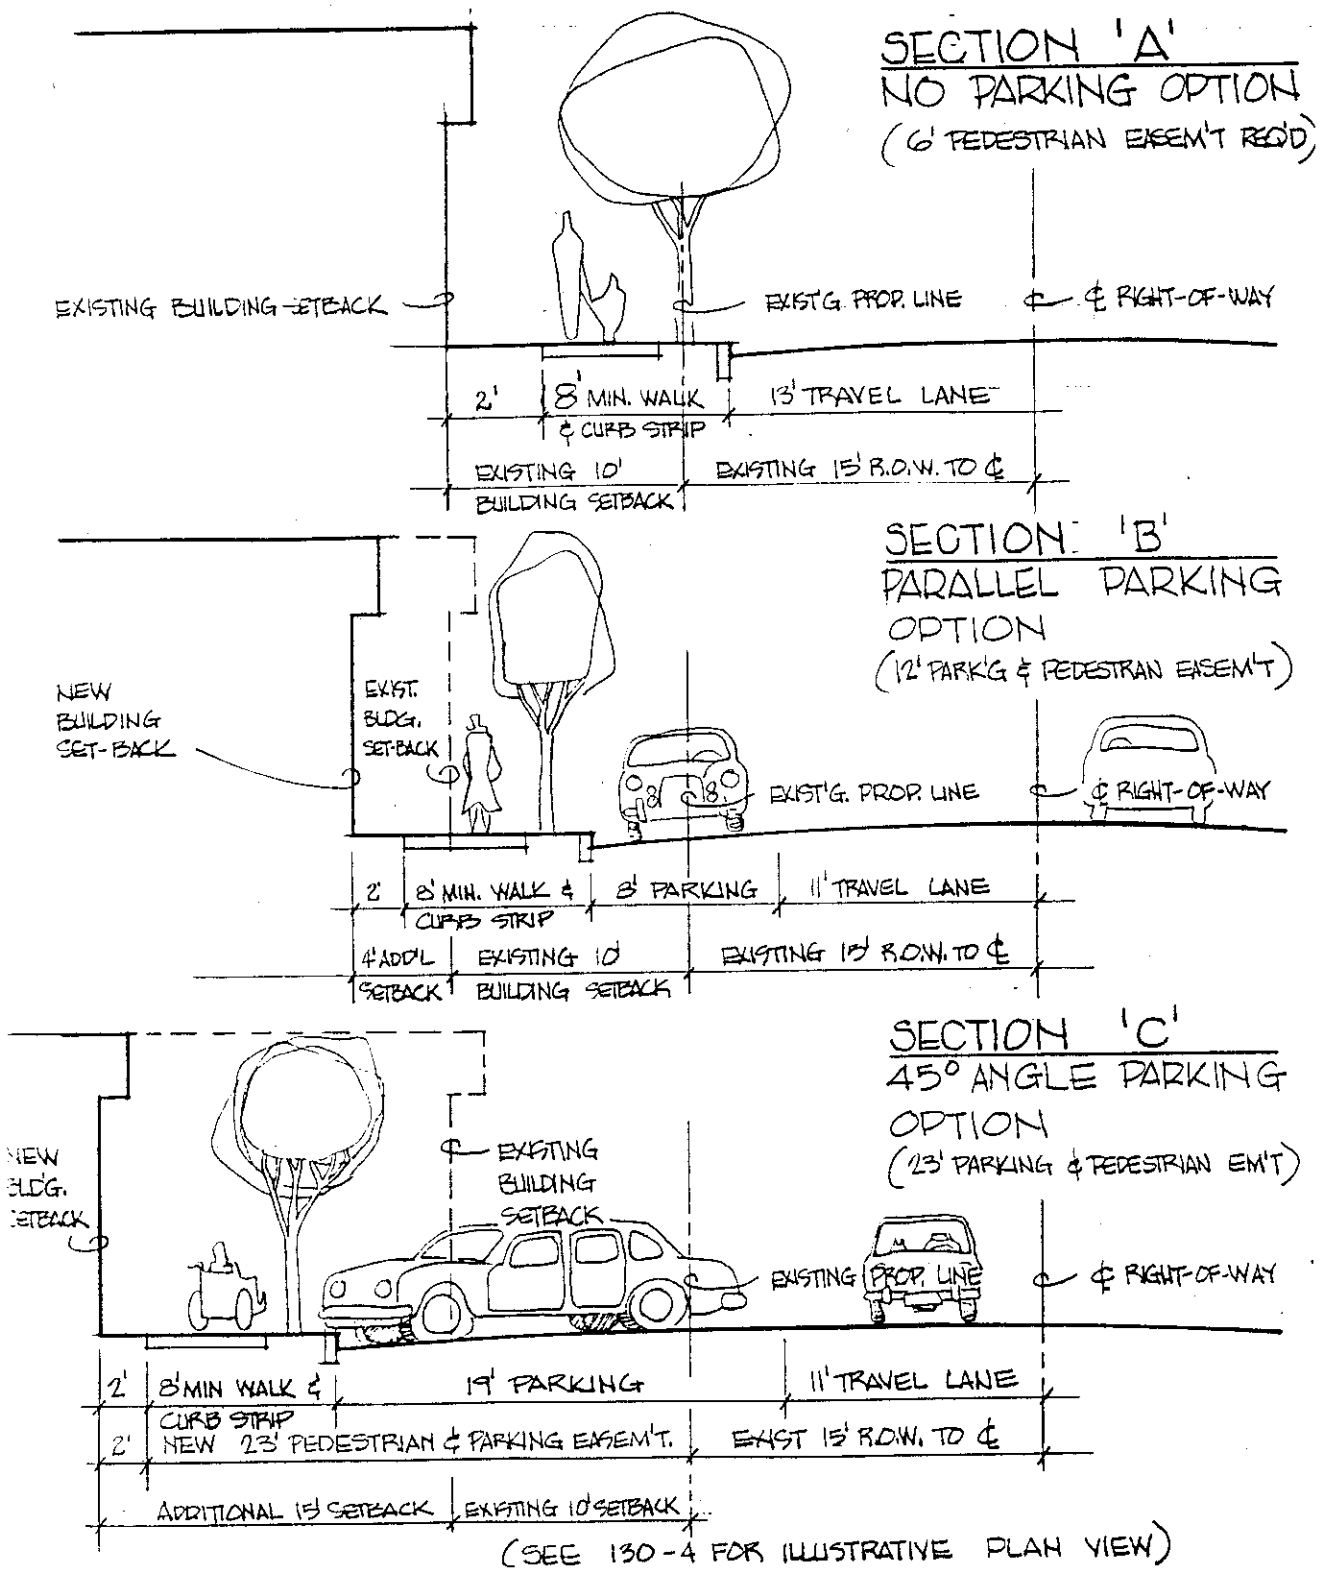 SECTION 'A'
NO PARKING OPTION
(6' PEDESTRIAN EASEM'T REQ'D)
EXISTING BUILDING SETBACK
EXIST'G. PROP. LINE
℄ RIGHT-OF-WAY
2'
8' MIN. WALK
& CURB STRIP
13' TRAVEL LANE
EXISTING 10'
BUILDING SETBACK
EXISTING 15' R.O.W. TO ℄
SECTION 'B'
PARALLEL PARKING
OPTION
(12' PARK'G & PEDESTRAN EASEM'T)
NEW
BUILDING
SET-BACK
EXIST.
BLDG.
SET-BACK
EXIST'G. PROP. LINE
℄ RIGHT-OF-WAY
2'
8' MIN. WALK &
CURB STRIP
8' PARKING
11' TRAVEL LANE
4' ADD'L
SETBACK
EXISTING 10'
BUILDING SETBACK
EXISTING 15' R.O.W. TO ℄
SECTION 'C'
45° ANGLE PARKING
OPTION
(23' PARKING & PEDESTRIAN EM'T)
NEW
BLD'G.
SETBACK
EXISTING
BUILDING
SETBACK
EXISTING PROP. LINE
℄ RIGHT-OF-WAY
2'
8' MIN WALK &
CURB STRIP
19' PARKING
11' TRAVEL LANE
2'
NEW 23' PEDESTRIAN & PARKING EASEM'T.
EXIST 15' R.O.W. TO ℄
ADDITIONAL 15' SETBACK
EXISTING 10' SETBACK
(SEE 130-4 FOR ILLUSTRATIVE PLAN VIEW)